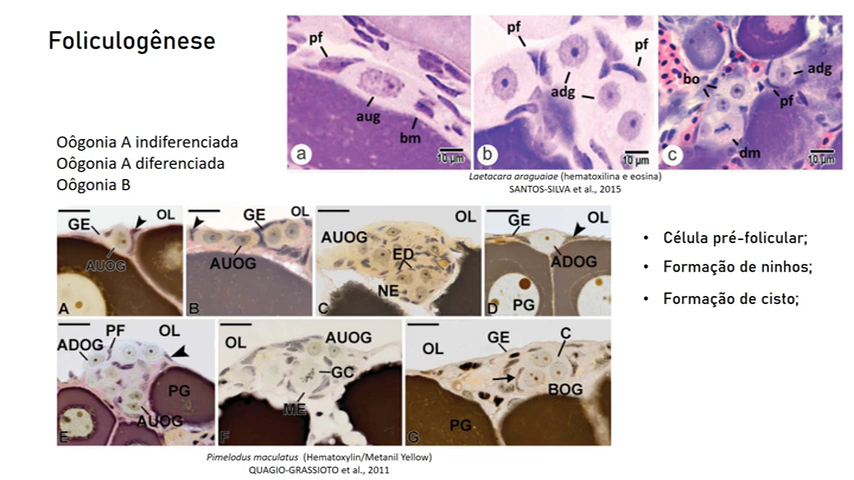 Foliculogênese
Oôgonia A indiferenciada
Oôgonia A diferenciada
Oôgonia B
pf
aug
bm
10 μm
a
pf
pf
adg
10 μm
b
bo
adg
pf
dm
10 μm
c
Laetacara araguaiae (hematoxilina e eosina)
SANTOS-SILVA et al., 2015
GE
OL
AUOG
A
GE
OL
AUOG
B
OL
AUOG
ED
NE
C
GE
OL
ADOG
PG
D
PF
OL
ADOG
PG
AUOG
E
OL
AUOG
GC
ME
F
GE
C
OL
BOG
PG
G
Pimelodus maculatus (Hematoxylin/Metanil Yellow)
QUAGIO-GRASSIOTO et al., 2011
• Célula pré-folicular;
• Formação de ninhos;
• Formação de cisto;